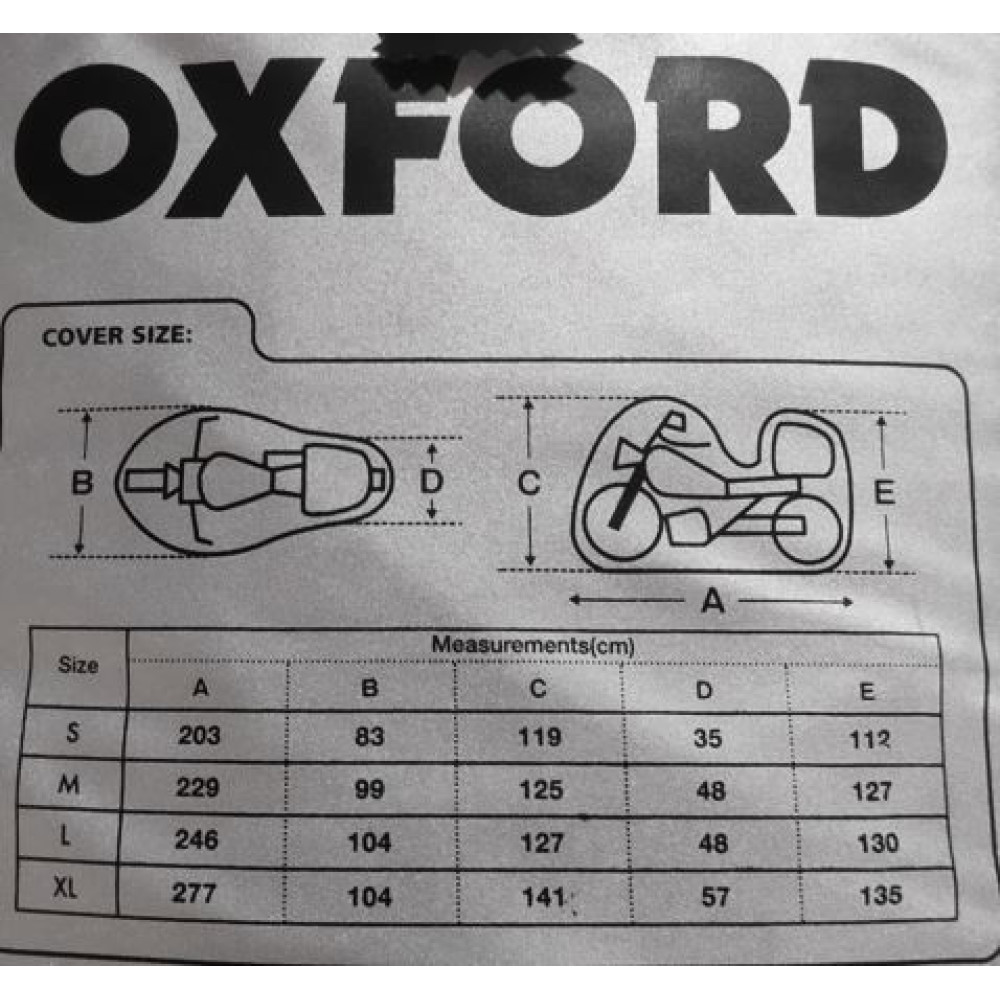 OXFORD
COVER SIZE:
B D C E
A
Size Measurements(cm)
A B C D E
S 203 83 119 35 112
M 229 99 125 48 127
L 246 104 127 48 130
XL 277 104 141 57 135